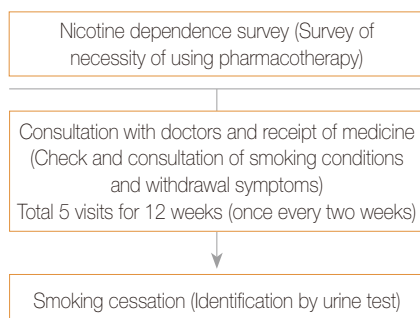 Nicotine dependence survey (Survey of
necessity of using pharmacotherapy)
Consultation with doctors and receipt of medicine
(Check and consultation of smoking conditions
and withdrawal symptoms)
Total 5 visits for 12 weeks (once every two weeks)
Smoking cessation (Identification by urine test)